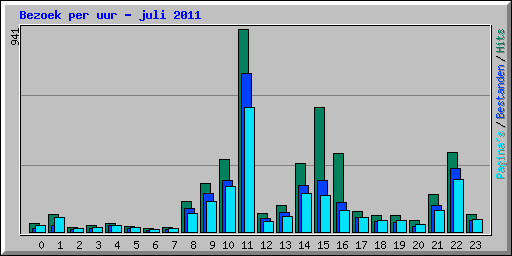 Bezoek per uur - juli 2011
941
Pagina's / Bestanden / Hits
0 1 2 3 4 5 6 7 8 9 10 11 12 13 14 15 16 17 18 19 20 21 22 23